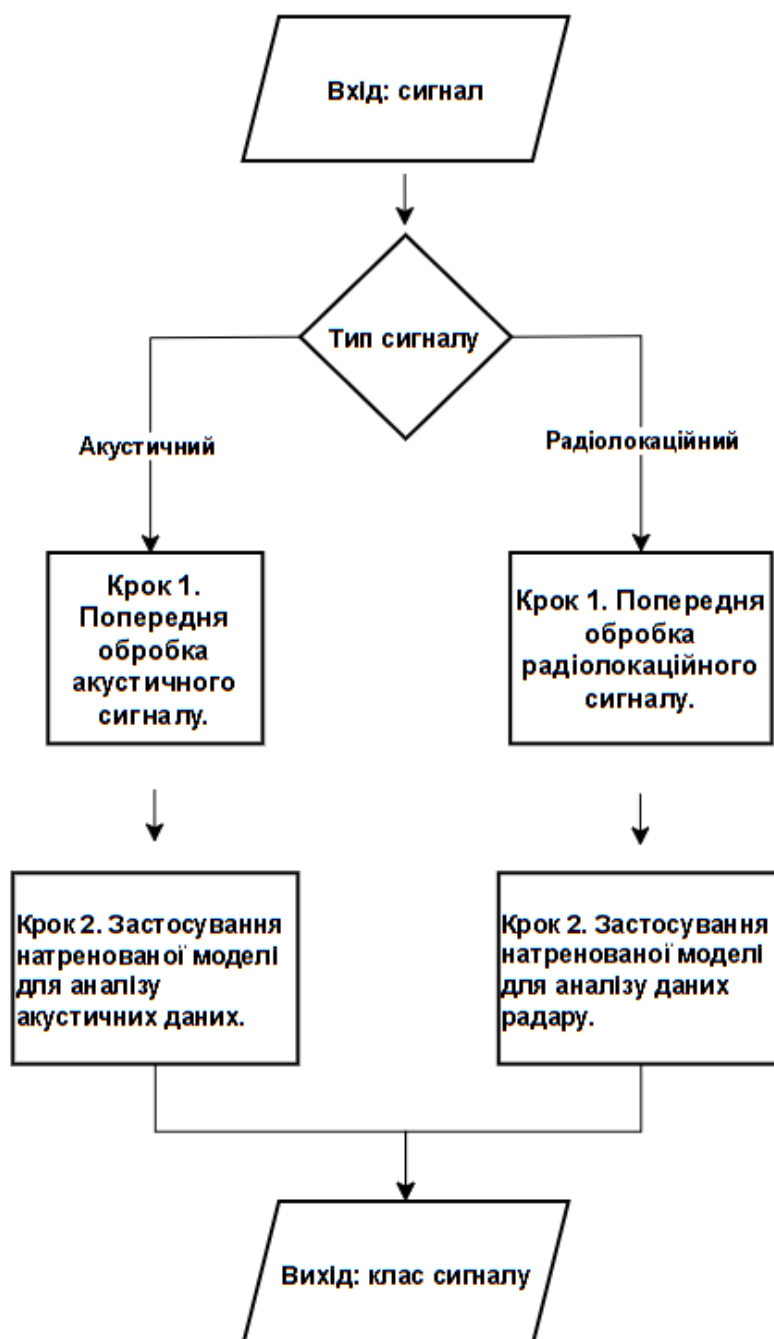 Вхід: сигнал
Тип сигналу
Акустичний
Радіолокаційний
Крок 1.
Попередня
обробка
акустичного
сигналу.
Крок 1. Попередня
обробка
радіолокаційного
сигналу.
Крок 2. Застосування
натренованої моделі
для аналізу
акустичних даних.
Крок 2. Застосування
натренованої моделі
для аналізу даних
радару.
Вихід: клас сигналу